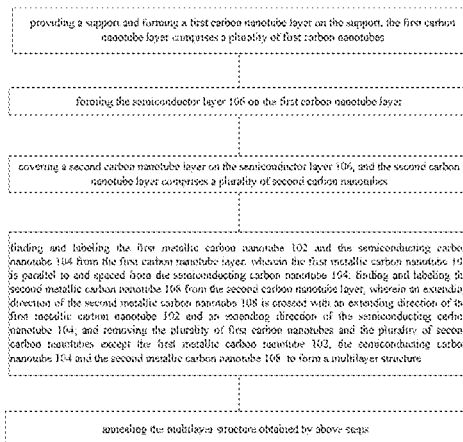 providing a support and forming a first carbon nanotube layer on the support, the first carbon
nanotube layer comprises a plurality of first carbon nanotubes
forming the semiconductor layer 106 on the first carbon nanotube layer
covering a second carbon nanotube layer on the semiconductor layer 106, and the second carbon
nanotube layer comprises a plurality of second carbon nanotubes
finding and labeling the first metallic carbon nanotube 102 and the semiconducting carbon
nanotube 104 from the first carbon nanotube layer, wherein the first metallic carbon nanotube 10
is parallel to and spaced from the semiconducting carbon nanotube 104; finding and labeling th
second metallic carbon nanotube 108 from the second carbon nanotube layer, wherein an extendin
direction of the second metallic carbon nanotube 108 is crossed with an extending direction of th
first metallic carbon nanotube 102 and an extending direction of the semiconducting carbon
nanotube 104; and removing the plurality of first carbon nanotubes and the plurality of secon
carbon nanotubes except the first metallic carbon nanotube 102, the semiconducting carbon
nanotube 104 and the second metallic carbon nanotube 108 to form a multilayer structure
annealing the multilayer structure obtained by above steps